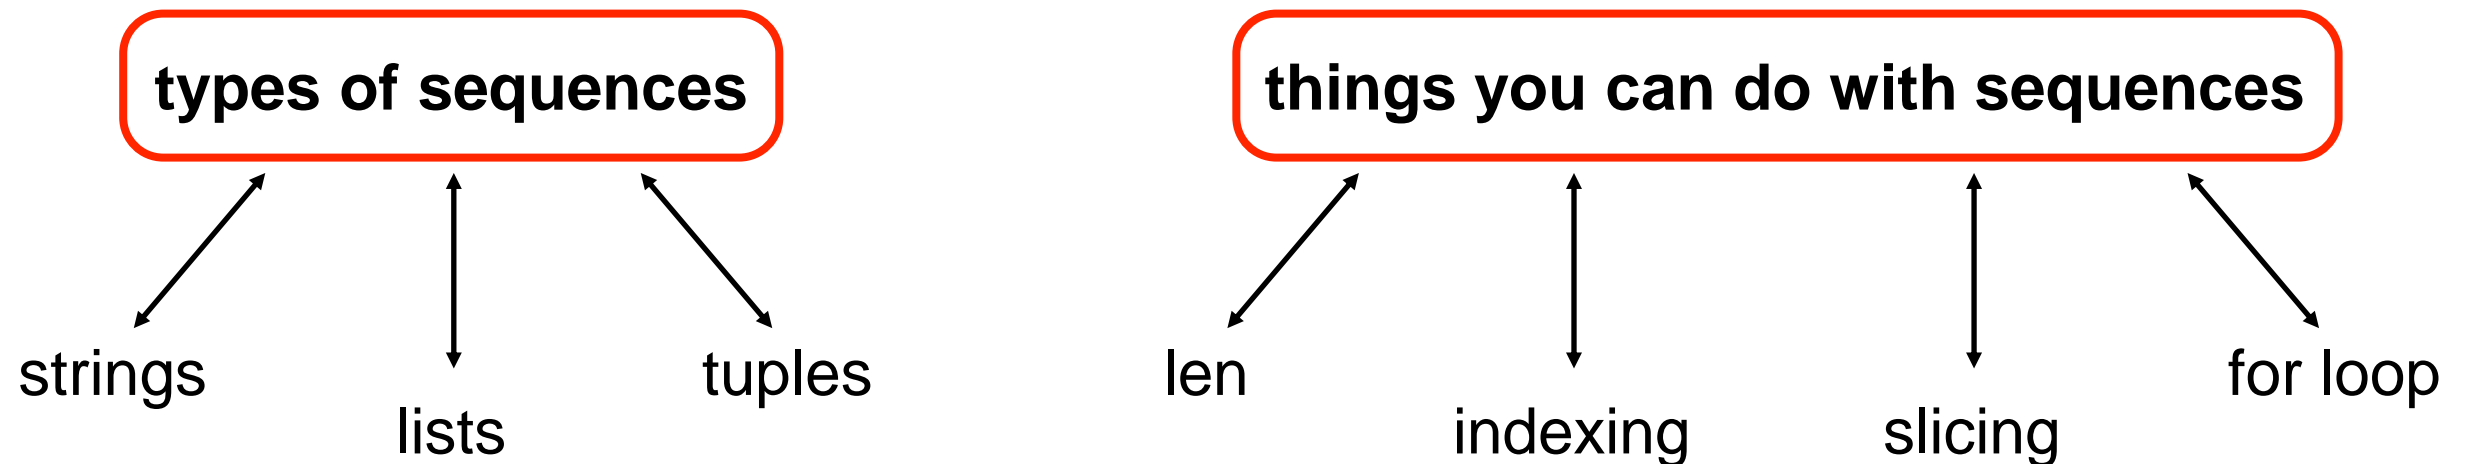 types of sequences
things you can do with sequences
strings
lists
tuples
len
indexing
slicing
for loop